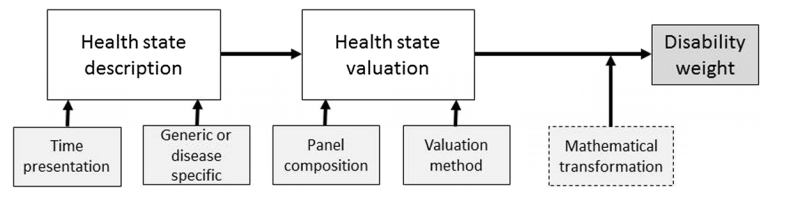 Health state
description
Health state
valuation
Disability
weight
Time
presentation
Generic or
disease
specific
Panel
composition
Valuation
method
Mathematical
transformation